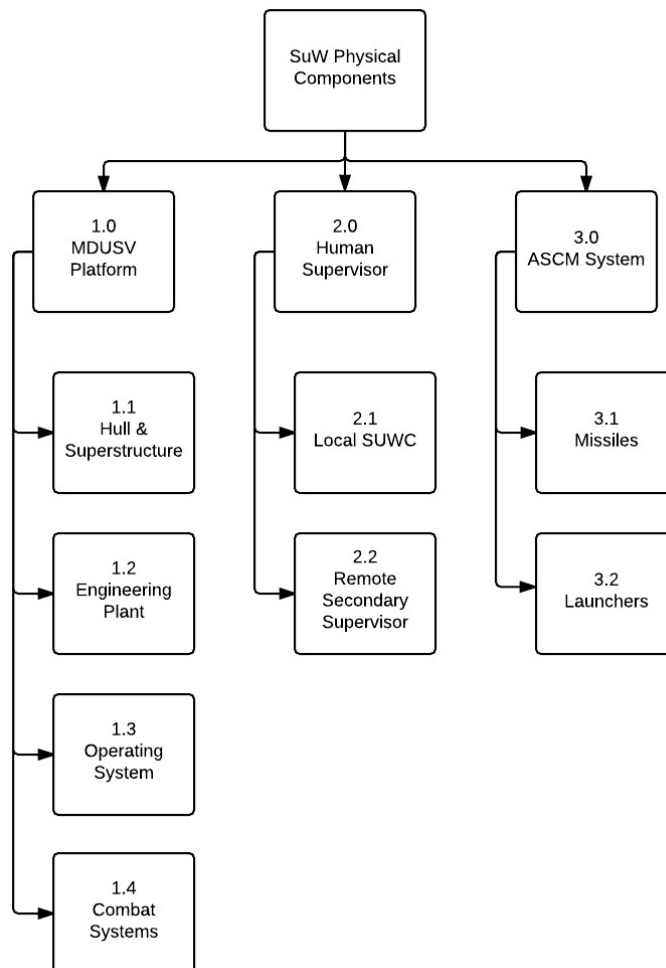 SuW Physical
Components
1.0
MDUSV
Platform
2.0
Human
Supervisor
3.0
ASCM System
1.1
Hull &
Superstructure
2.1
Local SUWC
3.1
Missiles
1.2
Engineering
Plant
2.2
Remote
Secondary
Supervisor
3.2
Launchers
1.3
Operating
System
1.4
Combat
Systems